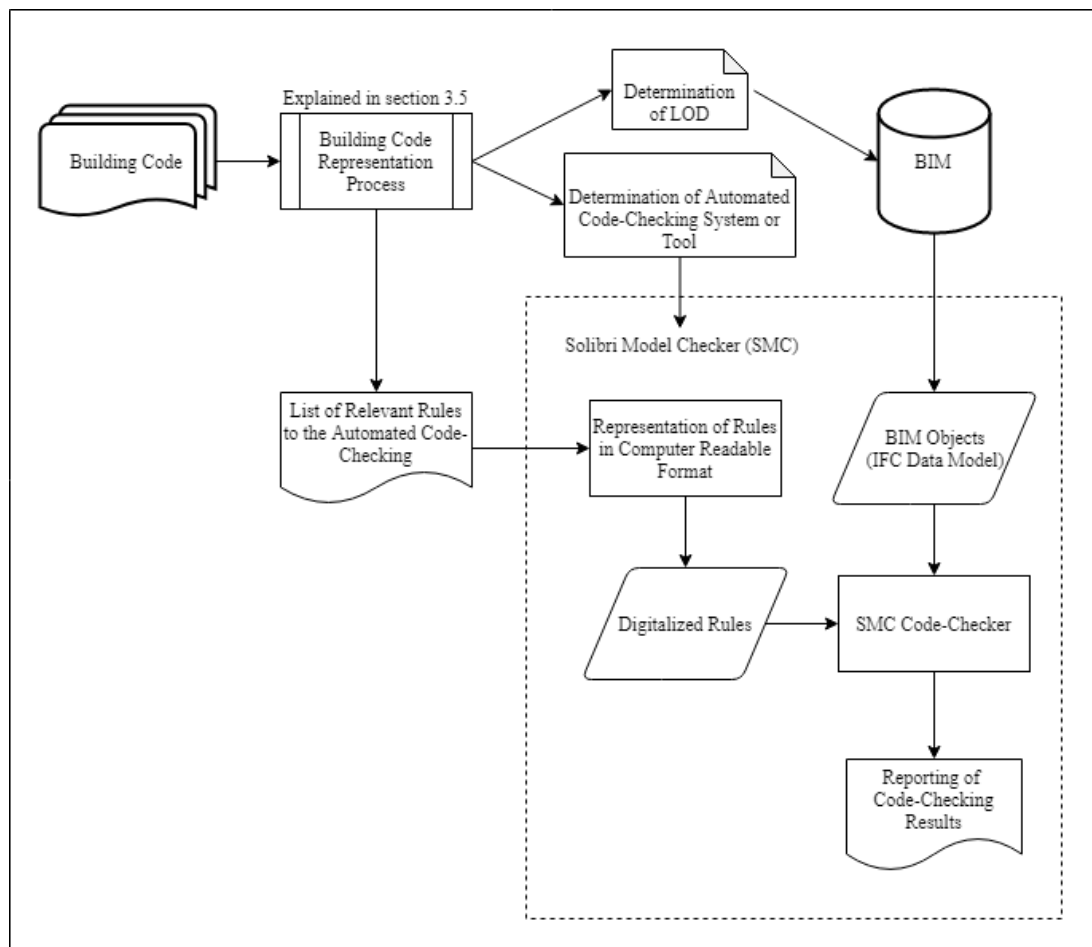 Explained in section 3.5
Building Code
Building Code
Representation
Process
Determination
of LOD
BIM
Determination of Automated
Code-Checking System or
Tool
Solibri Model Checker (SMC)
List of Relevant Rules
to the Automated Code-
Checking
Representation of Rules
in Computer Readable
Format
BIM Objects
(IFC Data Model)
Digitalized Rules
SMC Code-Checker
Reporting of
Code-Checking
Results